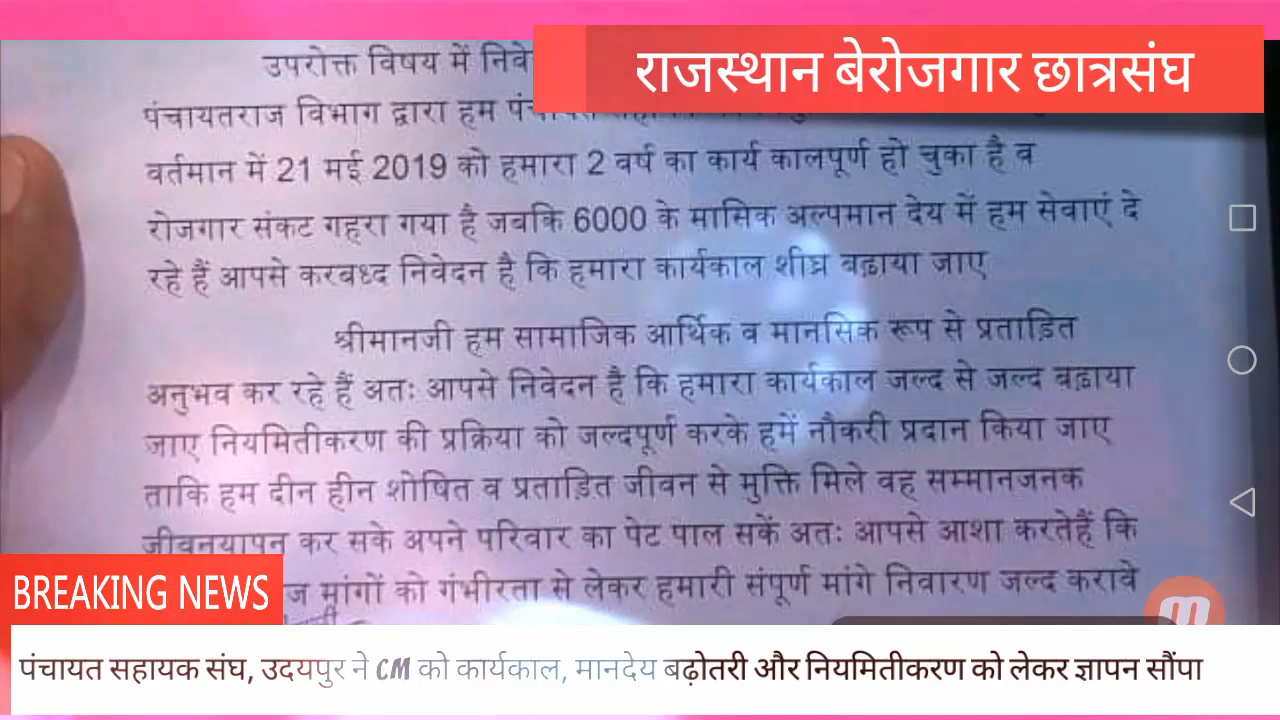 राजस्थान बेरोजगार छात्रसंघ
उपरोक्त विषय में निवे
पंचायतराज विभाग द्वारा हम
वर्तमान में 21 मई 2019 को हमारा 2 वर्ष का कार्य कालपूर्ण हो चुका है व
रोजगार संकट गहरा गया है जबकि 6000 के मासिक अल्पमान देय में हम सेवाएं दे
रहे हैं आपसे करबध्द निवेदन है कि हमारा कार्यकाल शीघ्र बढ़ाया जाए
श्रीमानजी हम सामाजिक आर्थिक व मानसिक रूप से प्रताड़ित
अनुभव कर रहे हैं अतः आपसे निवेदन है कि हमारा कार्यकाल जल्द से जल्द बढ़ाया
जाए नियमितीकरण की प्रक्रिया को जल्दपूर्ण करके हमें नौकरी प्रदान किया जाए
ताकि हम दीन हीन शोषित व प्रताड़ित जीवन से मुक्ति मिले वह सम्मानजनक
जीवनयापन कर सके अपने परिवार का पेट पाल सकें अतः आपसे आशा करतेहैं कि
ज मांगों को गंभीरता से लेकर हमारी संपूर्ण मांगे निवारण जल्द करावे
BREAKING NEWS
पंचायत सहायक संघ, उदयपुर ने CM को कार्यकाल, मानदेय बढ़ोतरी और नियमितीकरण को लेकर ज्ञापन सौंपा